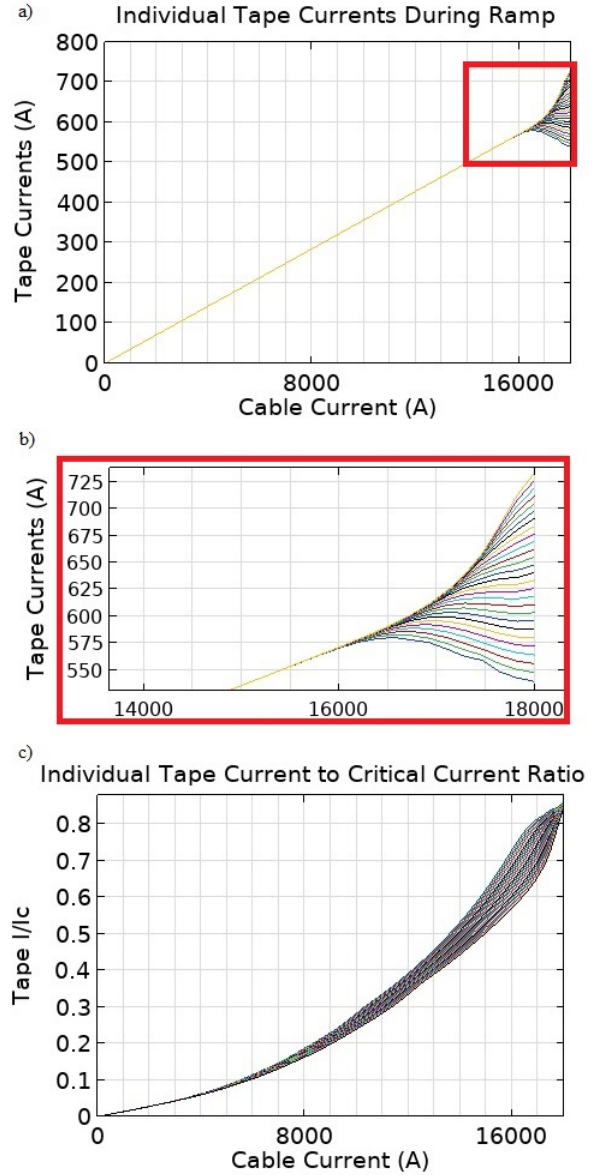 a)
Individual Tape Currents During Ramp
800
700
600
500
400
300
200
100
0
Tape Currents (A)
0 8000 16000
Cable Current (A)
b)
725
700
675
650
625
600
575
550
Tape Currents (A)
14000 16000 18000
c)
Individual Tape Current to Critical Current Ratio
0.8
0.7
0.6
0.5
0.4
0.3
0.2
0.1
0
Tape I/Ic
0 8000 16000
Cable Current (A)